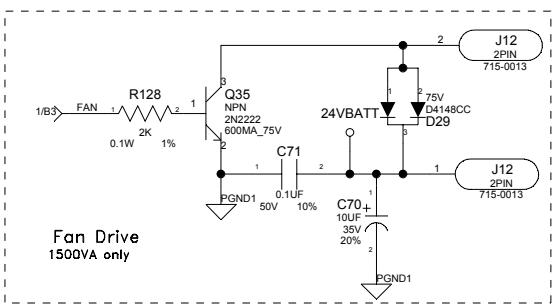 2
J12
2PIN
715-0013
3
1
2
R128
Q35
NPN
2N2222
600MA_75V
75V
D4148CC
D29
24VBATT
1/B3
FAN
1
2
1
2K
0.1W
1%
2
3
C71
1
2
1
J12
2PIN
715-0013
0.1UF
50V
10%
PGND1
1
C70
+
10UF
35V
20%
2
Fan Drive
1500VA only
PGND1